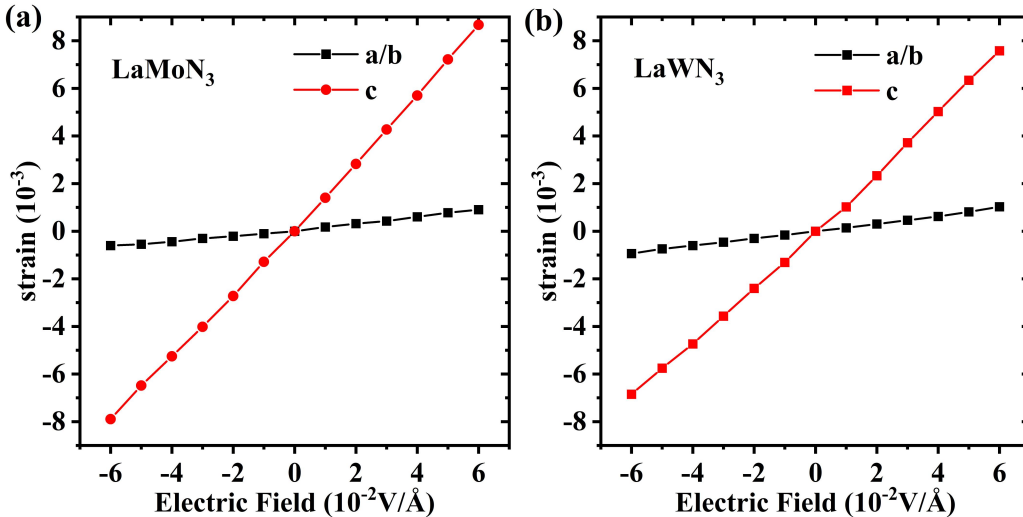 (a)
LaMoN₃
a/b
c
8
6
4
2
0
-2
-4
-6
-8
strain (10⁻³)
-6 -4 -2 0 2 4 6
Electric Field (10⁻²V/Å)
(b)
LaWN₃
a/b
c
8
6
4
2
0
-2
-4
-6
-8
strain (10⁻³)
-6 -4 -2 0 2 4 6
Electric Field (10⁻²V/Å)